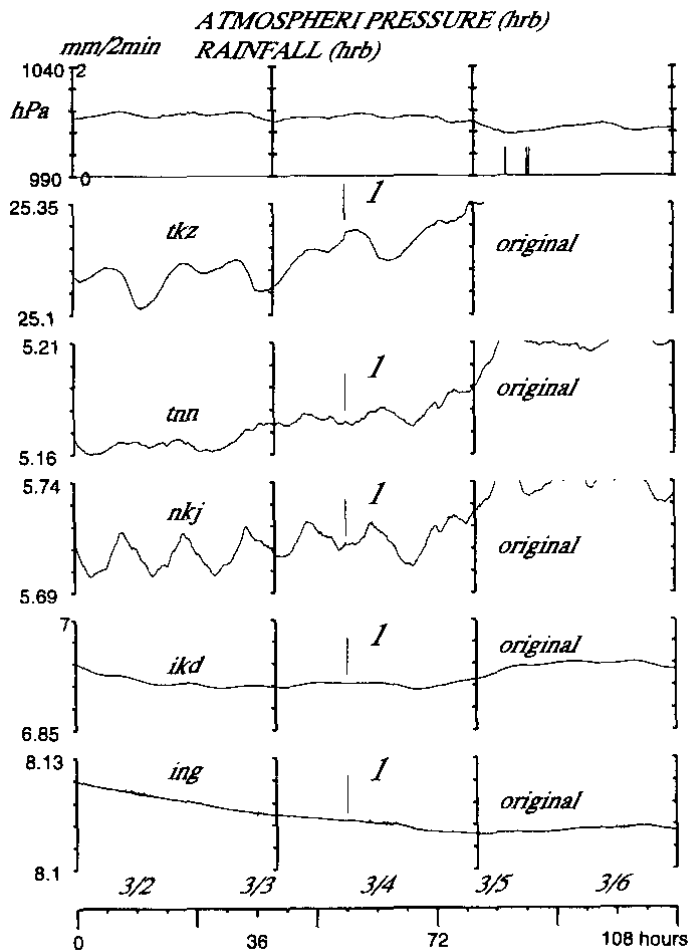 ATMOSPHERI PRESSURE (hrb)
mm/2min RAINFALL (hrb)
1040 2
hPa
990 0
1
25.35
tkz
original
25.1
1
5.21
original
tnn
5.16
1
5.74
nkj
original
5.69
1
7
original
ikd
6.85
1
8.13
ing
original
8.1
3/2 3/3 3/4 3/5 3/6
0 36 72 108 hours